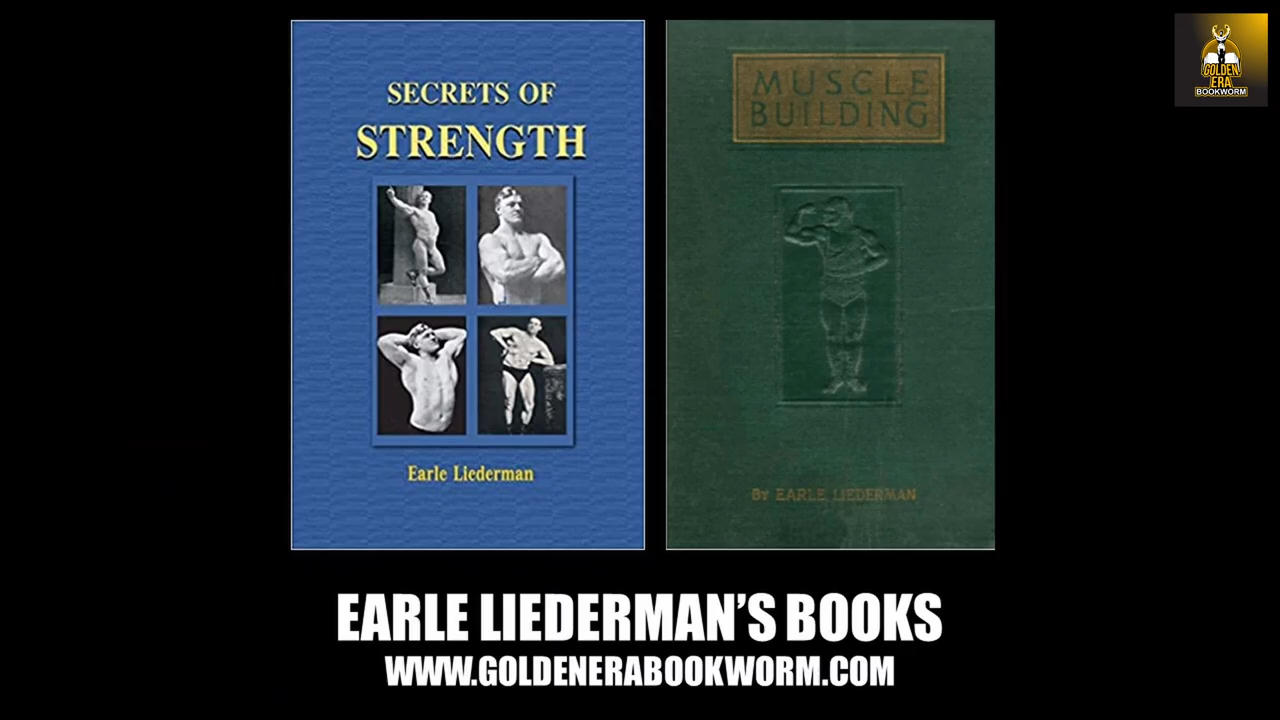 SECRETS OF
STRENGTH
Earle Liederman
MUSCLE
BUILDING
BY EARLE LIEDERMAN
GOLDEN
ERA
BOOKWORM
EARLE LIEDERMAN'S BOOKS
WWW.GOLDENERABOOKWORM.COM